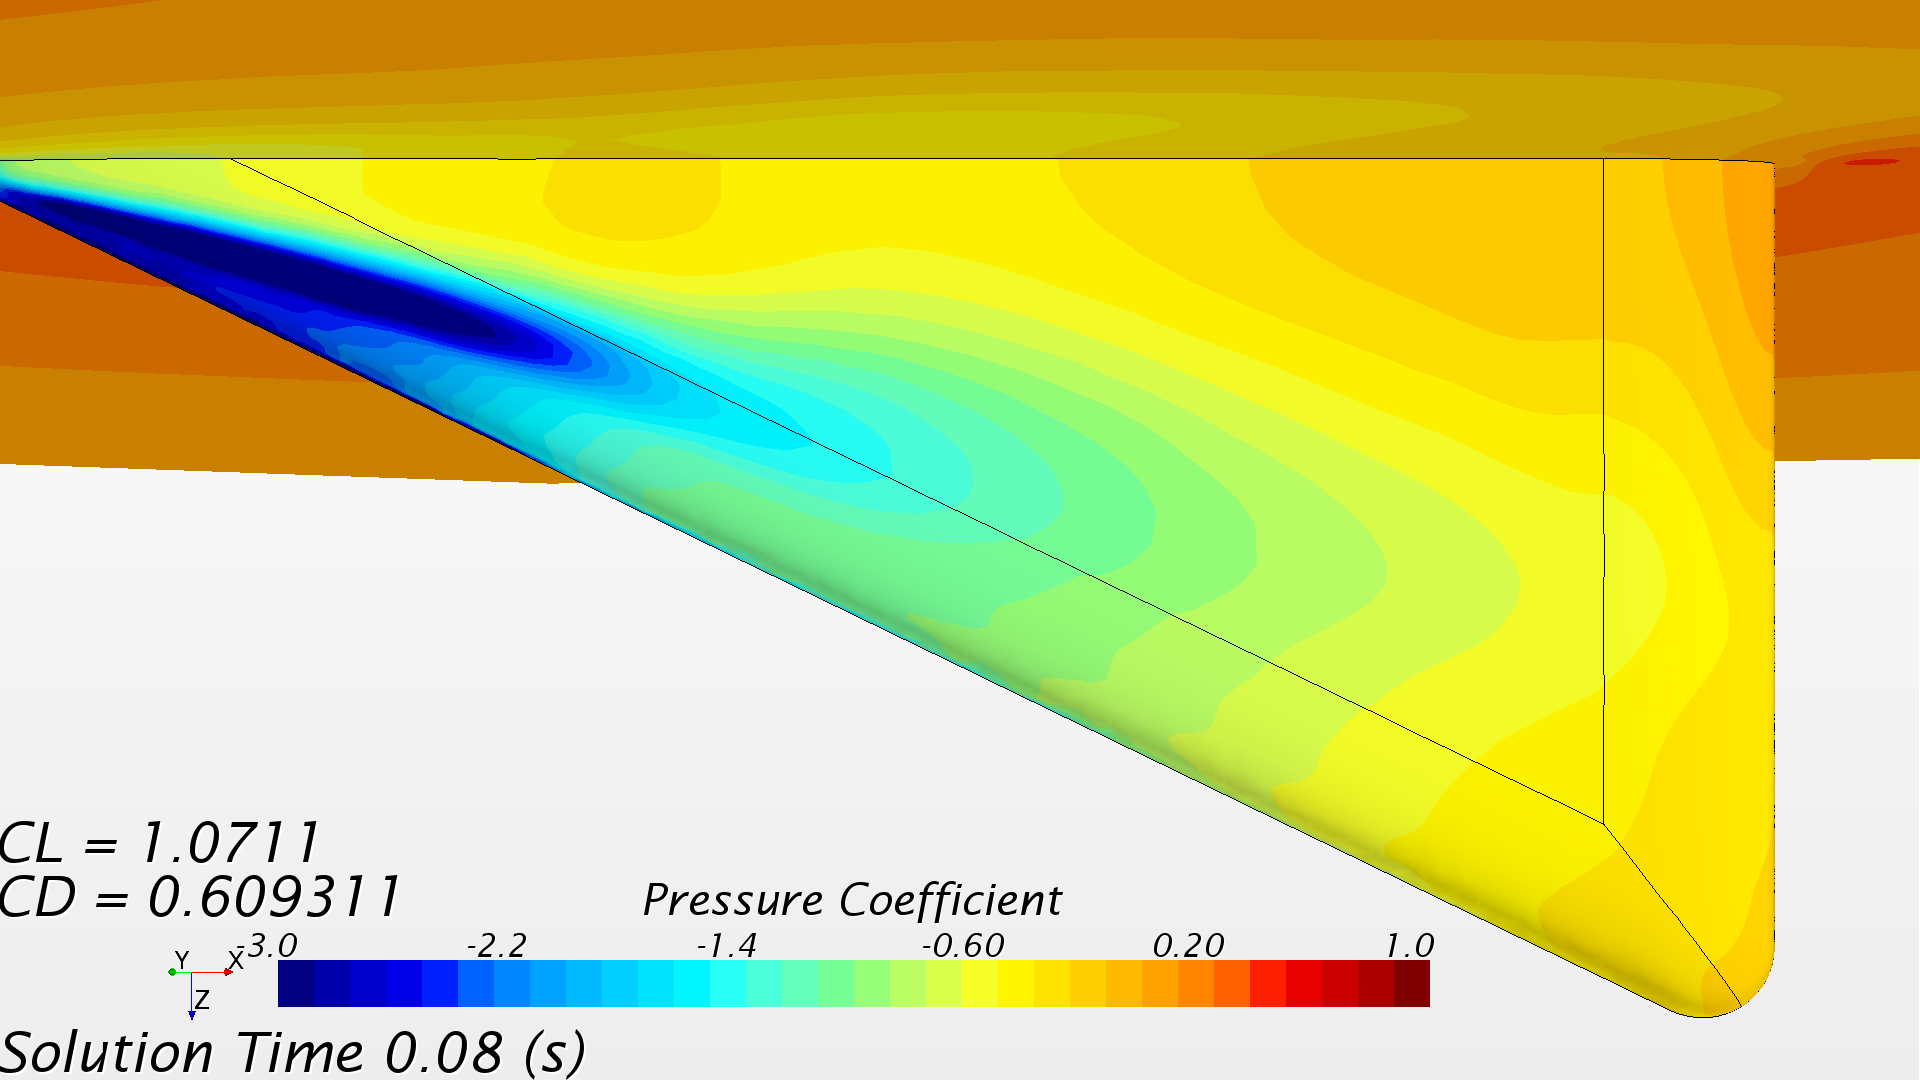 CL = 1.0711
CD = 0.609311
Pressure Coefficient
-3.0 -2.2 -1.4 -0.60 0.20 1.0
Y X
Z
Solution Time 0.08 (s)